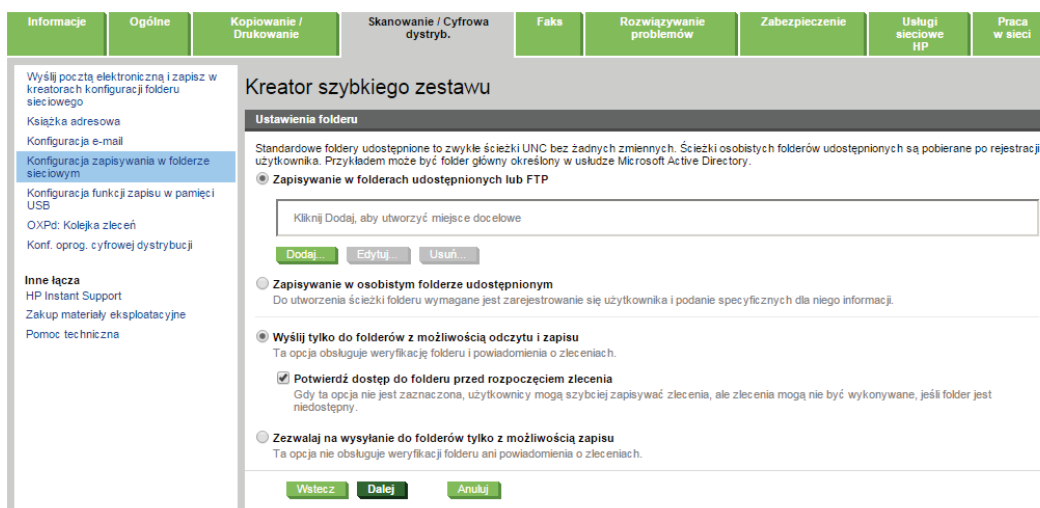 Informacje
Ogólne
Kopiowanie /
Drukowanie
Skanowanie / Cyfrowa
dystryb.
Faks
Rozwiązywanie
problemów
Zabezpieczenie
Usługi
sieciowe
HP
Praca
w sieci
Wyślij pocztą elektroniczną i zapisz w
kreatorach konfiguracji folderu
sieciowego
Książka adresowa
Konfiguracja e-mail
Konfiguracja zapisywania w folderze
sieciowym
Konfiguracja funkcji zapisu w pamięci
USB
OXPd: Kolejka zleceń
Konf. oprog. cyfrowej dystrybucji
Inne łącza
HP Instant Support
Zakup materiały eksploatacyjne
Pomoc techniczna
Kreator szybkiego zestawu
Ustawienia folderu
Standardowe foldery udostępnione to zwykłe ścieżki UNC bez żadnych zmiennych. Ścieżki osobistych folderów udostępnionych są pobierane po rejestracji
użytkownika. Przykładem może być folder główny określony w usłudze Microsoft Active Directory.
Zapisywanie w folderach udostępnionych lub FTP
Kliknij Dodaj, aby utworzyć miejsce docelowe
Dodaj... Edytuj... Usuń...
Zapisywanie w osobistym folderze udostępnionym
Do utworzenia ścieżki folderu wymagane jest zarejestrowanie się użytkownika i podanie specyficznych dla niego informacji.
Wyślij tylko do folderów z możliwością odczytu i zapisu
Ta opcja obsługuje weryfikację folderu i powiadomienia o zleceniach.
Potwierdź dostęp do folderu przed rozpoczęciem zlecenia
Gdy ta opcja nie jest zaznaczona, użytkownicy mogą szybciej zapisywać zlecenia, ale zlecenia mogą nie być wykonywane, jeśli folder jest
niedostępny.
Zezwalaj na wysyłanie do folderów tylko z możliwością zapisu
Ta opcja nie obsługuje weryfikacji folderu ani powiadomienia o zleceniach.
Wstecz Dalej Anuluj